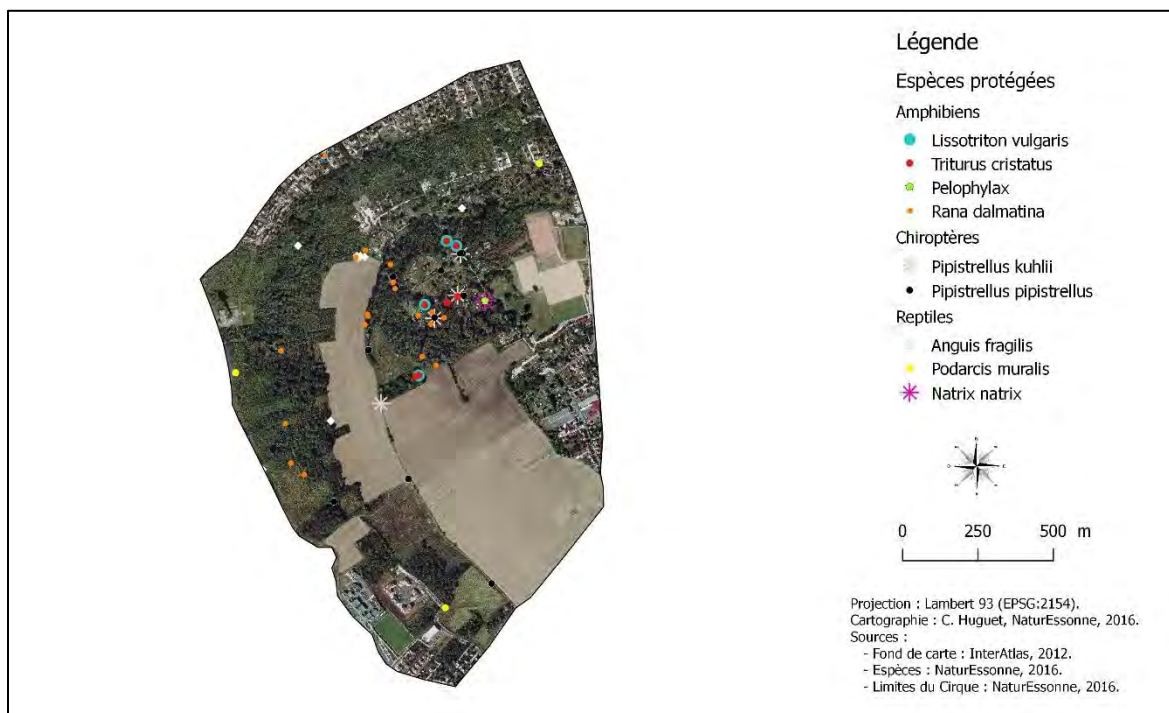 Légende
Espèces protégées
Amphibiens
Lissotriton vulgaris
Triturus cristatus
Pelophylax
Rana dalmatina
Chiroptères
Pipistrellus kuhlii
Pipistrellus pipistrellus
Reptiles
Anguis fragilis
Podarcis muralis
Natrix natrix
0 250 500 m
Projection : Lambert 93 (EPSG:2154).
Cartographie : C. Huguet, NaturEssonne, 2016.
Sources :
- Fond de carte : InterAtlas, 2012.
- Espèces : NaturEssonne, 2016.
- Limites du Cirque : NaturEssonne, 2016.